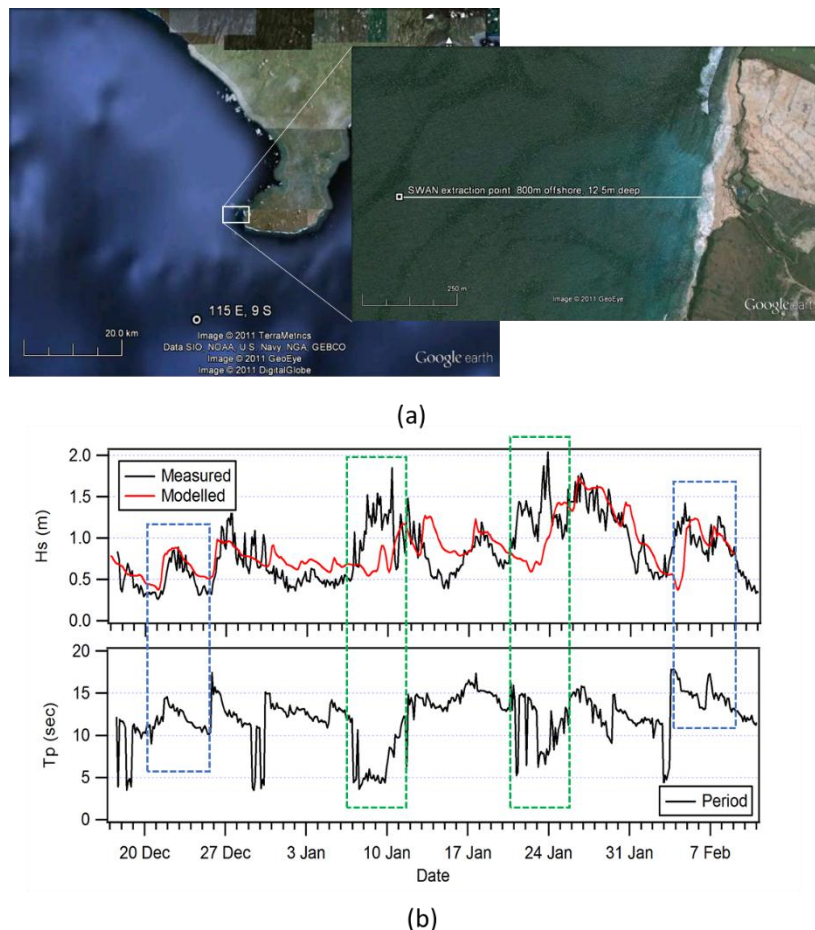 SWAN extraction point 800m offshore, 12.5m deep
250 m
Image © 2011 GeoEye
Google earth
115 E, 9 S
20.0 km
Image © 2011 TerraMetrics
Data SIO, NOAA, U.S. Navy, NGA, GEBCO
Image © 2011 GeoEye
Image © 2011 DigitalGlobe
Google earth
(a)
2.0
1.5
1.0
0.5
0.0
Hs (m)
Measured
Modelled
20
15
10
5
0
Tp (sec)
Period
20 Dec 27 Dec 3 Jan 10 Jan 17 Jan 24 Jan 31 Jan 7 Feb
Date
(b)